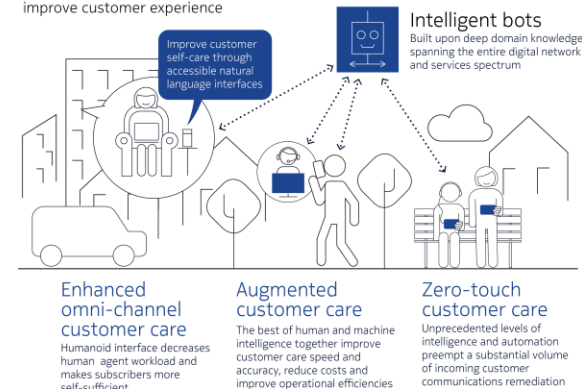 improve customer experience
Improve customer
self-care through
accessible natural
language interfaces
Intelligent bots
Built upon deep domain knowledge
spanning the entire digital network
and services spectrum
Enhanced
omni-channel
customer care
Humanoid interface decreases
human agent workload and
makes subscribers more
self-sufficient
Augmented
customer care
The best of human and machine
intelligence together improve
customer care speed and
accuracy, reduce costs and
improve operational efficiencies
Zero-touch
customer care
Unprecedented levels of
intelligence and automation
preempt a substantial volume
of incoming customer
communications remediation